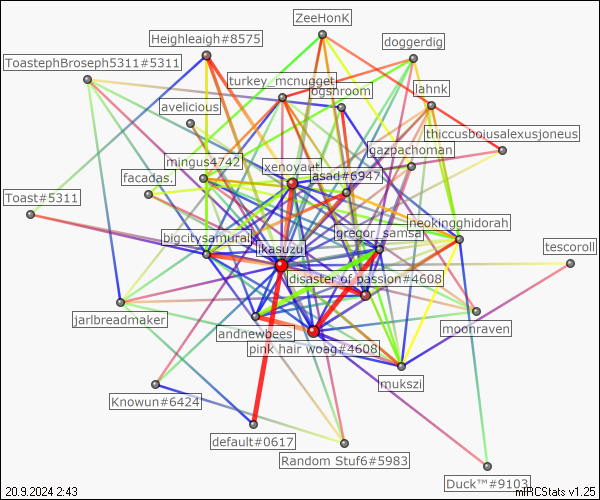 ZeeHonK
Heighleaigh#8575
doggerdig
ToastephBroseph5311#5311
turkey_mcnugget
lahnk
ogshroom
avelicious
thiccusboiusalexusjoneus
gazpachoman
mingus4742
xenoyaut
asad#6947
facadas.
Toast#5311
neokingghidorah
gregor_samsa
bigcitysamurai
jkasuzu
tescoroll
disaster of passion#4608
jarlbreadmaker
moonraven
andnewbees
pink hair woag#4608
mukszi
Knowun#6424
default#0617
Random Stuf6#5983
Duck™#9103
20.9.2024 2:43
mIRCStats v1.25